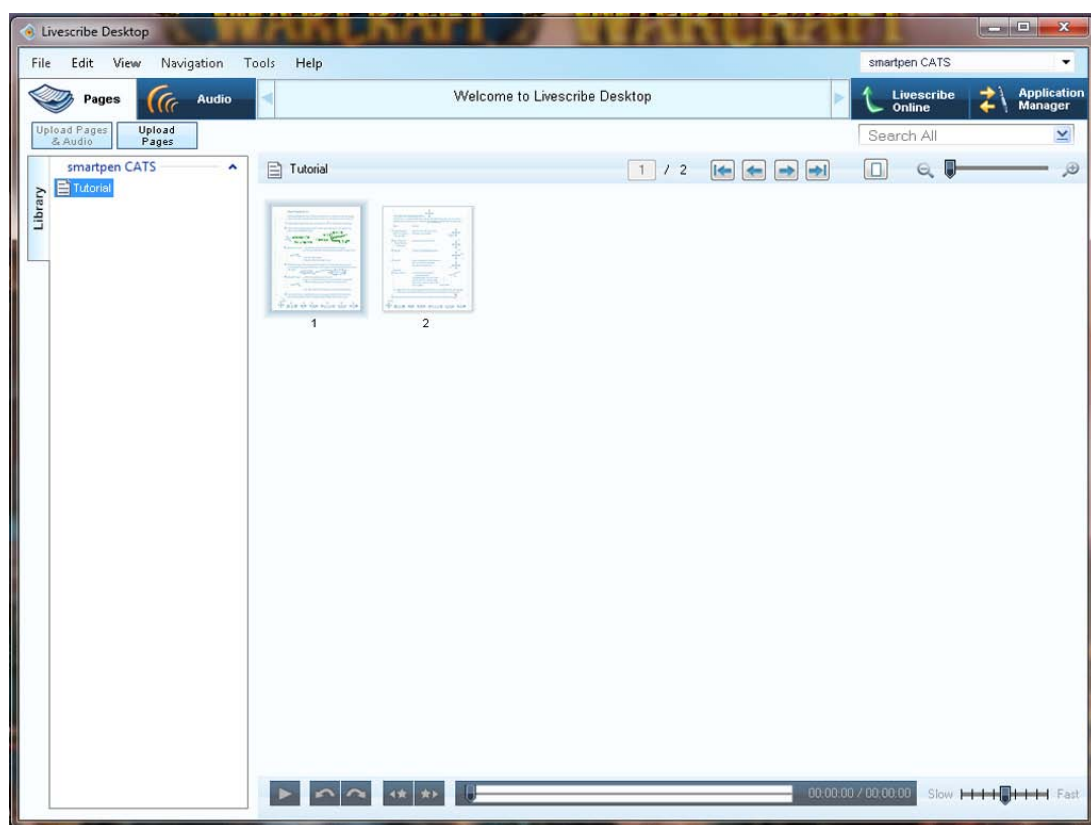 WARCRAFT WARCRAFT
Livescribe Desktop
File Edit View Navigation Tools Help
smartpen CATS
Pages
Audio
Welcome to Livescribe Desktop
Livescribe Online
Application Manager
Upload Pages & Audio
Upload Pages
Search All
Library
smartpen CATS
Tutorial
Tutorial
1 / 2
1
2
00:00:00 / 00:00:00
Slow
Fast